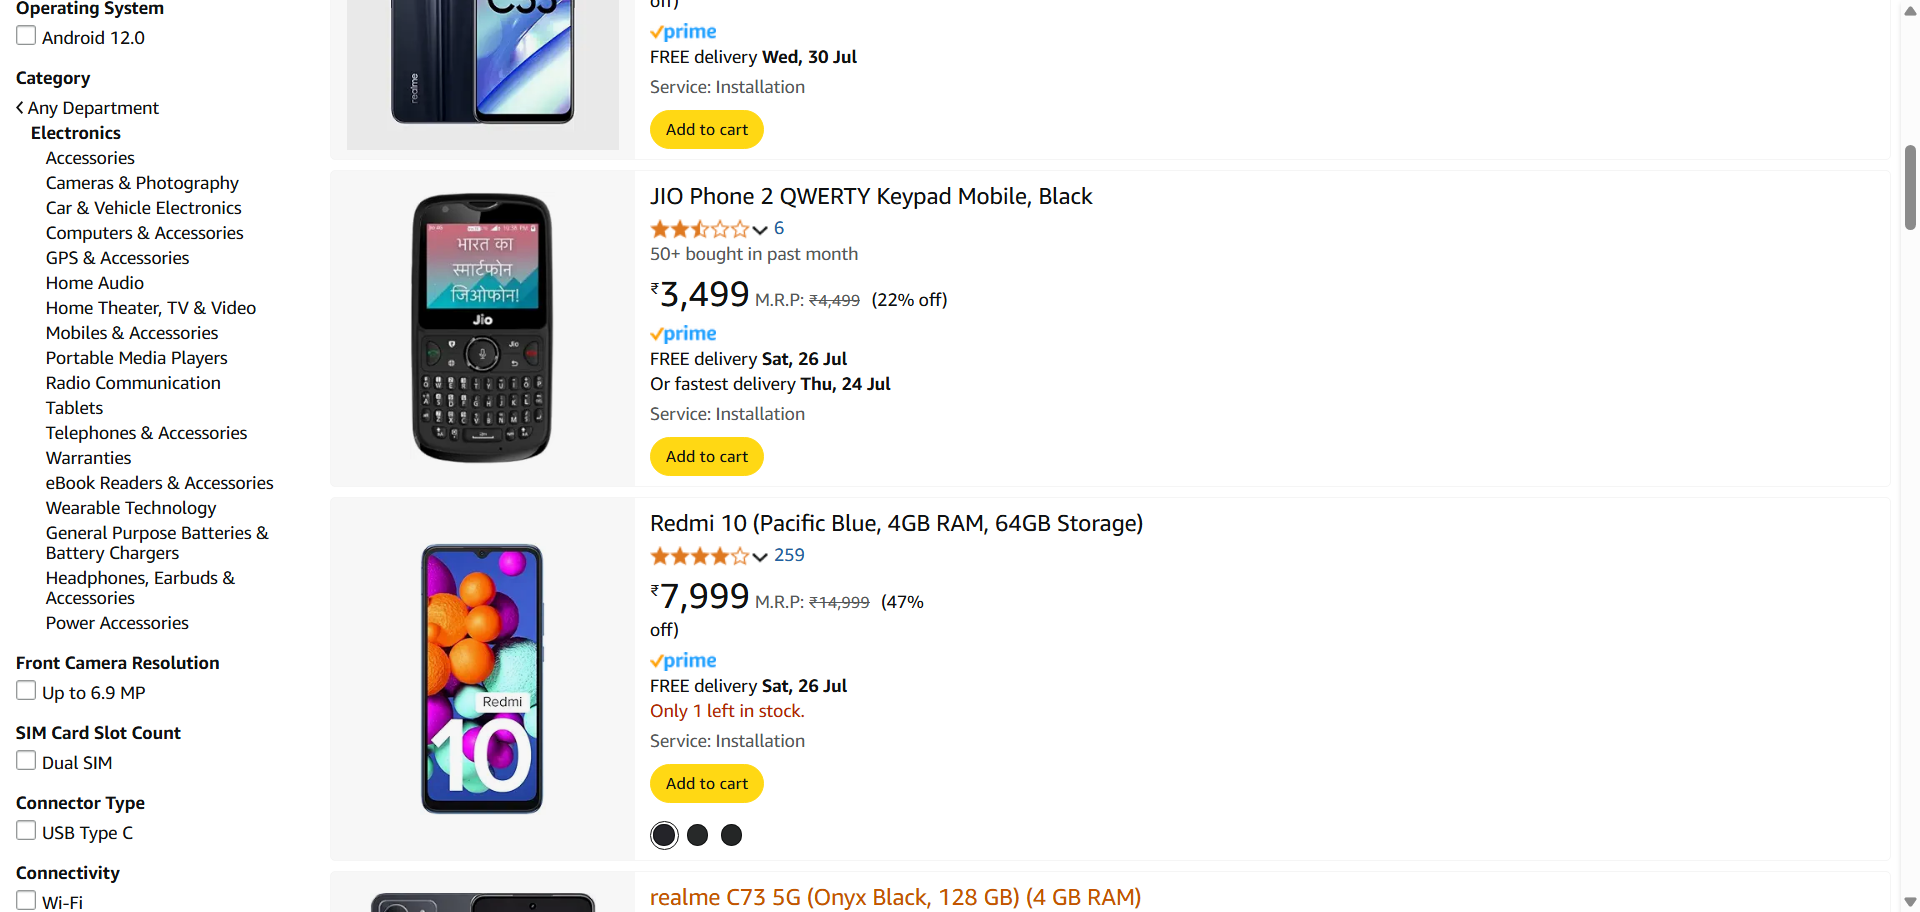 Operating System
Android 12.0
Category
Any Department
Electronics
Accessories
Cameras & Photography
Car & Vehicle Electronics
Computers & Accessories
GPS & Accessories
Home Audio
Home Theater, TV & Video
Mobiles & Accessories
Portable Media Players
Radio Communication
Tablets
Telephones & Accessories
Warranties
eBook Readers & Accessories
Wearable Technology
General Purpose Batteries &
Battery Chargers
Headphones, Earbuds &
Accessories
Power Accessories
Front Camera Resolution
Up to 6.9 MP
SIM Card Slot Count
Dual SIM
Connector Type
USB Type C
Connectivity
Wi-Fi
realme
off)
prime
FREE delivery Wed, 30 Jul
Service: Installation
Add to cart
भारत का
स्मार्टफोन
जिओफोन!
Jio
JIO Phone 2 QWERTY Keypad Mobile, Black
6
50+ bought in past month
₹3,499 M.R.P: ₹4,499 (22% off)
prime
FREE delivery Sat, 26 Jul
Or fastest delivery Thu, 24 Jul
Service: Installation
Add to cart
Redmi
10
Redmi 10 (Pacific Blue, 4GB RAM, 64GB Storage)
259
₹7,999 M.R.P: ₹14,999 (47%
off)
prime
FREE delivery Sat, 26 Jul
Only 1 left in stock.
Service: Installation
Add to cart
realme C73 5G (Onyx Black, 128 GB) (4 GB RAM)